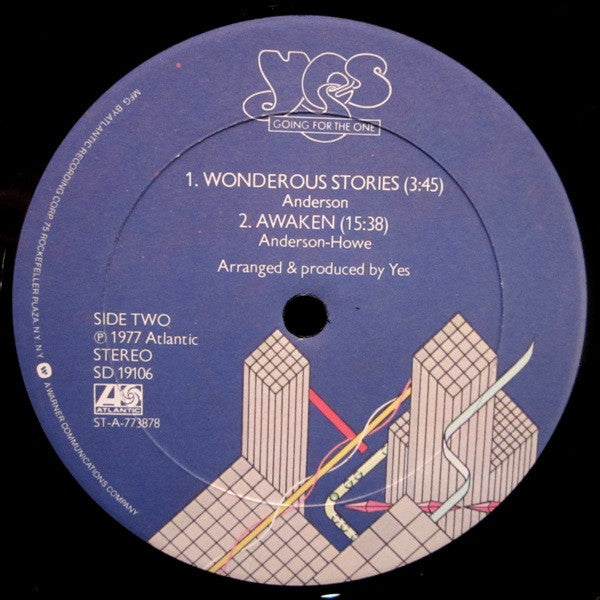 YES
GOING FOR THE ONE
1. WONDEROUS STORIES (3:45)
Anderson
2. AWAKEN (15:38)
Anderson-Howe
Arranged & produced by Yes
SIDE TWO
℗ 1977 Atlantic
STEREO
SD 19106
ATLANTIC
ST-A-773878
MFG. BY ATLANTIC RECORDING CORP. 75 ROCKEFELLER PLAZA, N.Y. N.Y. W A WARNER COMMUNICATIONS COMPANY